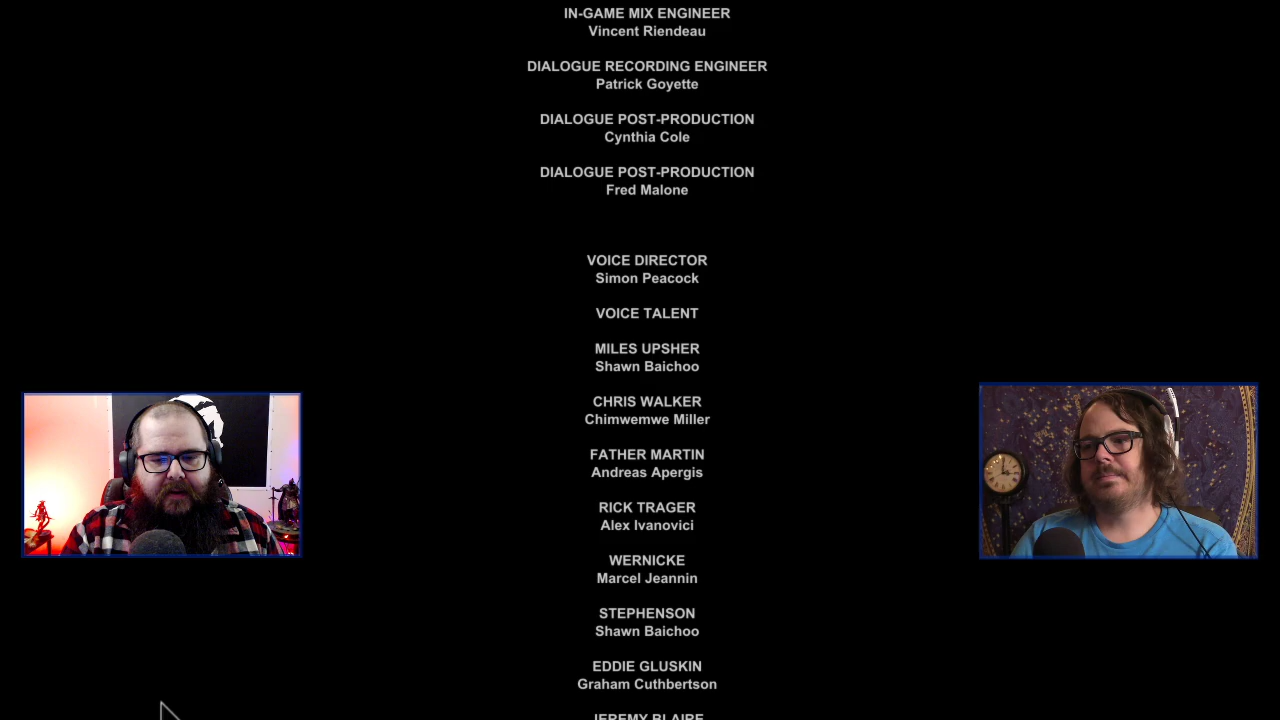 IN-GAME MIX ENGINEER
Vincent Riendeau
DIALOGUE RECORDING ENGINEER
Patrick Goyette
DIALOGUE POST-PRODUCTION
Cynthia Cole
DIALOGUE POST-PRODUCTION
Fred Malone
VOICE DIRECTOR
Simon Peacock
VOICE TALENT
MILES UPSHER
Shawn Baichoo
CHRIS WALKER
Chimwemwe Miller
FATHER MARTIN
Andreas Apergis
RICK TRAGER
Alex Ivanovici
WERNICKE
Marcel Jeannin
STEPHENSON
Shawn Baichoo
EDDIE GLUSKIN
Graham Cuthbertson
JEREMY BLAIRE